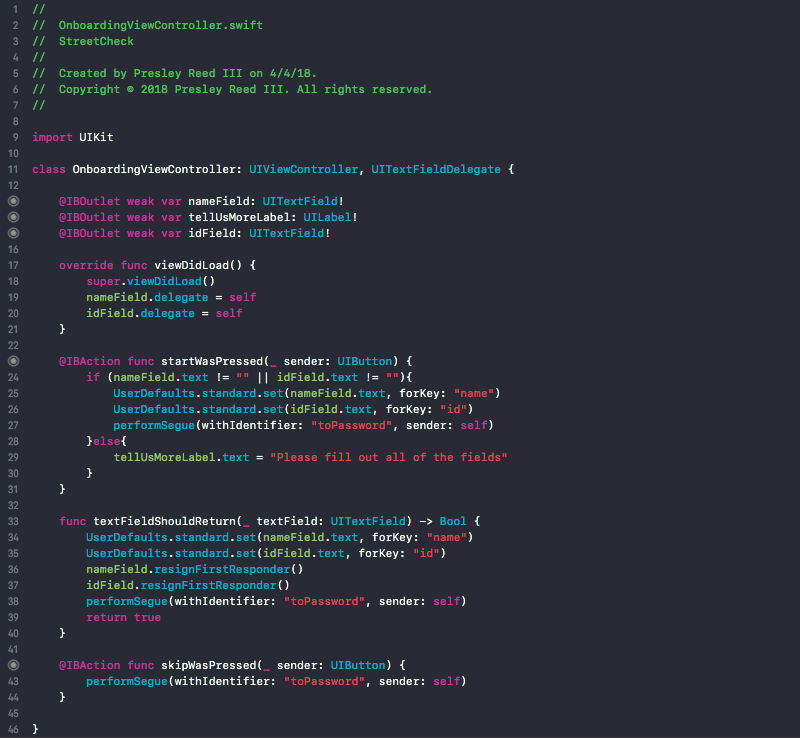 1 //
2 //  OnboardingViewController.swift
3 //  StreetCheck
4 //
5 //  Created by Presley Reed III on 4/4/18.
6 //  Copyright © 2018 Presley Reed III. All rights reserved.
7 //
8
9 import UIKit
10
11 class OnboardingViewController: UIViewController, UITextFieldDelegate {
12
    @IBOutlet weak var nameField: UITextField!
    @IBOutlet weak var tellUsMoreLabel: UILabel!
    @IBOutlet weak var idField: UITextField!
16
17     override func viewDidLoad() {
18         super.viewDidLoad()
19         nameField.delegate = self
20         idField.delegate = self
21     }
22
    @IBAction func startWasPressed(_ sender: UIButton) {
24         if (nameField.text != "" || idField.text != ""){
25             UserDefaults.standard.set(nameField.text, forKey: "name")
26             UserDefaults.standard.set(idField.text, forKey: "id")
27             performSegue(withIdentifier: "toPassword", sender: self)
28         }else{
29             tellUsMoreLabel.text = "Please fill out all of the fields"
30         }
31     }
32
33     func textFieldShouldReturn(_ textField: UITextField) -> Bool {
34         UserDefaults.standard.set(nameField.text, forKey: "name")
35         UserDefaults.standard.set(idField.text, forKey: "id")
36         nameField.resignFirstResponder()
37         idField.resignFirstResponder()
38         performSegue(withIdentifier: "toPassword", sender: self)
39         return true
40     }
41
    @IBAction func skipWasPressed(_ sender: UIButton) {
43         performSegue(withIdentifier: "toPassword", sender: self)
44     }
45
46 }